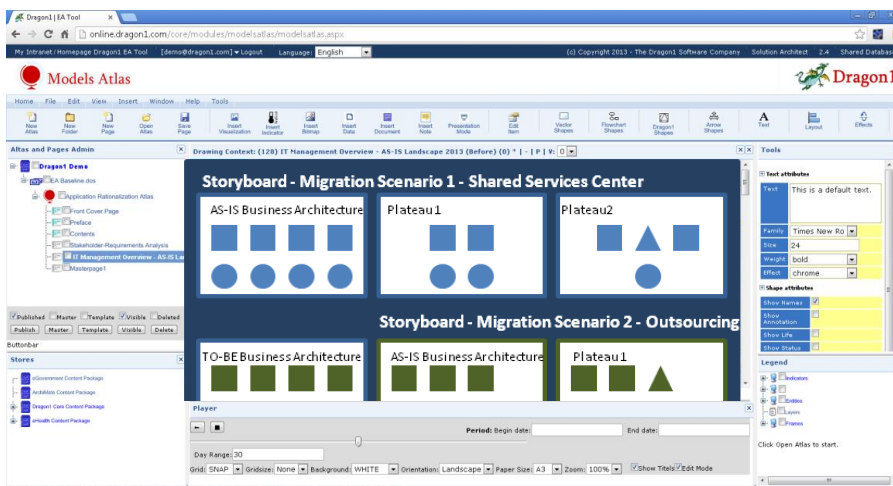 Dragon1 | EA Tool
online.dragon1.com/core/modules/modelsatlas/modelsatlas.aspx
My Intranet/Homepage Dragon1 EA Tool [demo@dragon1.com] Logout Language: English (c) Copyright 2013 - The Dragon1 Software Company Solution Architect 2.4 Shared Databas
Models Atlas
Dragon1
Home File Edit View Insert Window Help Tools
New Atlas
New Folder
New Page
Open Atlas
Save Page
Insert Visualization
Insert Indicator
Insert Bitmap
Insert Data
Insert Document
Insert Note
Presentation Mode
Edit Item
Vector Shapes
Flowchart Shapes
Dragon1 Shapes
Arrow Shapes
Text
Layout
Effects
Altas and Pages Admin
Dragon1 Demo
EA Baseline.dos
Application Rationalization Atlas
Front Cover Page
Preface
Contents
Stakeholder-Requirements Analysis
IT Management Overview - AS-IS Lan
Masterpage1
Published Master Template Visible Deleted
Publish Master Template Visible Delete
Buttonbar
Stores
eGovernment Content Package
ArchiMate Content Package
Dragon1 Core Content Package
eHealth Content Package
Drawing Context: (128) IT Management Overview - AS-IS Landscape 2013 (Before) (0) * | - | P | V: 0
Storyboard - Migration Scenario 1 - Shared Services Center
AS-IS Business Architecture
Plateau1
Plateau2
Storyboard - Migration Scenario 2 - Outsourcing
TO-BE Business Architecture
AS-IS Business Architecture
Plateau1
Player
Period: Begin date: End date:
Day Range: 30
Grid: SNAP Gridsize: None Background: WHITE Orientation: Landscape Paper Size: A3 Zoom: 100% Show Titels Edit Mode
Tools
Text attributes
Text This is a default text.
Family Times New Ro
Size 24
Weight bold
Effect chrome
Shape attributes
Show Names
Show Annotation
Show Life
Show Status
Legend
Indicators
Entities
Layers
Frames
Click Open Atlas to start.